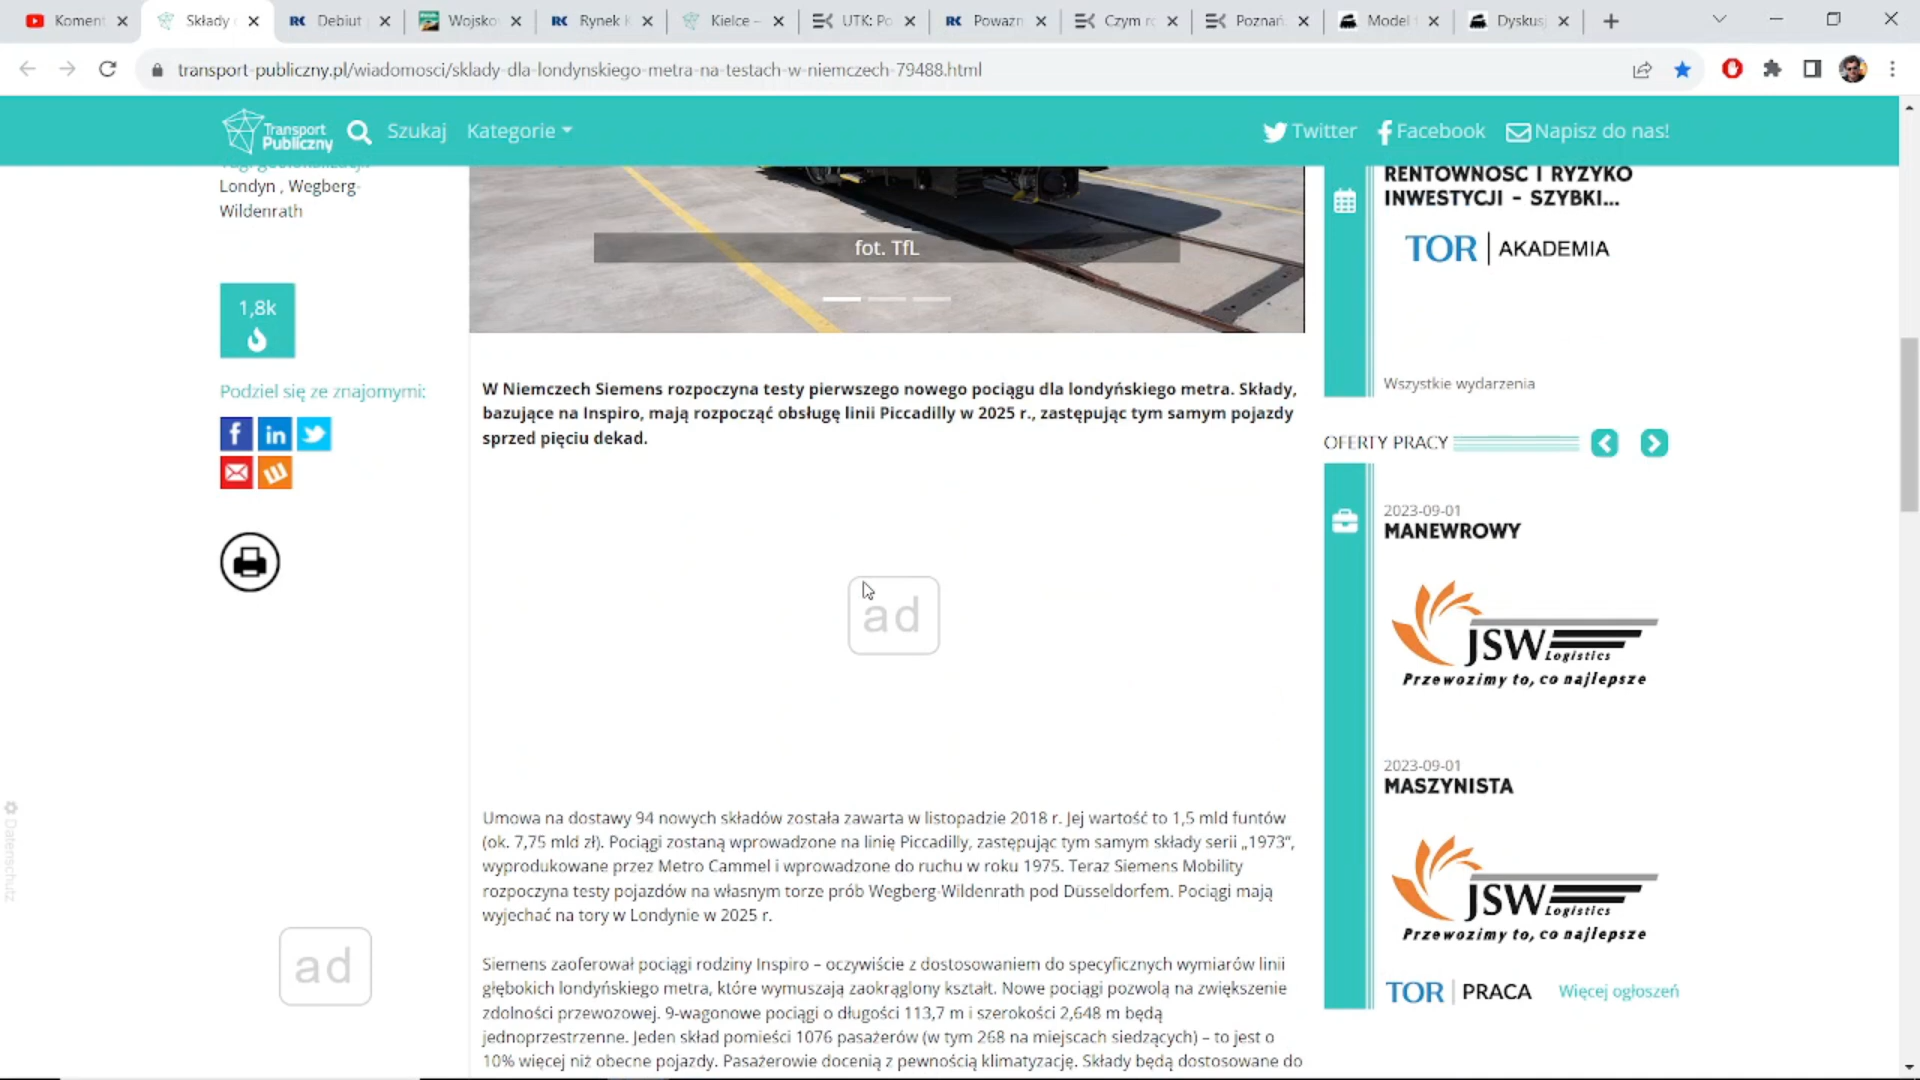 Koment
Składy
Debiut
Wojsko
Rynek K
Kielce –
UTK: Po
Poważn
Czym r
Poznań
Model
Dyskus
transport-publiczny.pl/wiadomosci/sklady-dla-londynskiego-metra-na-testach-w-niemczech-79488.html
Transport
Publiczny
Szukaj
Kategorie
Twitter
Facebook
Napisz do nas!
Londyn , Wegberg-
Wildenrath
1,8k
Podziel się ze znajomymi:
fot. TfL
W Niemczech Siemens rozpoczyna testy pierwszego nowego pociągu dla londyńskiego metra. Składy,
bazujące na Inspiro, mają rozpocząć obsługę linii Piccadilly w 2025 r., zastępując tym samym pojazdy
sprzed pięciu dekad.
ad
Umowa na dostawy 94 nowych składów została zawarta w listopadzie 2018 r. Jej wartość to 1,5 mld funtów
(ok. 7,75 mld zł). Pociągi zostaną wprowadzone na linię Piccadilly, zastępując tym samym składy serii „1973”,
wyprodukowane przez Metro Cammel i wprowadzone do ruchu w roku 1975. Teraz Siemens Mobility
rozpoczyna testy pojazdów na własnym torze prób Wegberg-Wildenrath pod Düsseldorfem. Pociągi mają
wyjechać na tory w Londynie w 2025 r.
Siemens zaoferował pociągi rodziny Inspiro – oczywiście z dostosowaniem do specyficznych wymiarów linii
głębokich londyńskiego metra, które wymuszają zaokrąglony kształt. Nowe pociągi pozwolą na zwiększenie
zdolności przewozowej. 9-wagonowe pociągi o długości 113,7 m i szerokości 2,648 m będą
jednoprzestrzenne. Jeden skład pomieści 1076 pasażerów (w tym 268 na miejscach siedzących) – to jest o
10% więcej niż obecne pojazdy. Pasażerowie docenią z pewnością klimatyzację. Składy będą dostosowane do
ad
Datenschutz
RENTOWNOŚĆ I RYZYKO
INWESTYCJI - SZYBKI...
TOR | AKADEMIA
Wszystkie wydarzenia
OFERTY PRACY
2023-09-01
MANEWROWY
JSW
Logistics
Przewozimy to, co najlepsze
2023-09-01
MASZYNISTA
JSW
Logistics
Przewozimy to, co najlepsze
TOR | PRACA
Więcej ogłoszeń